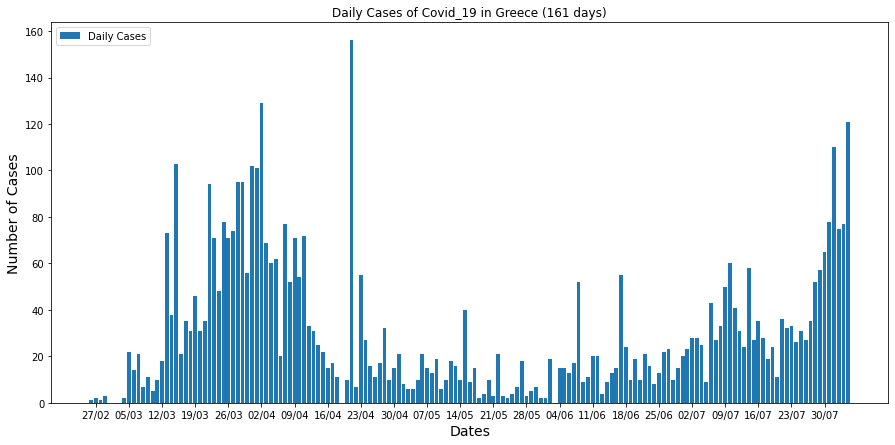 Daily Cases of Covid_19 in Greece (161 days)
Daily Cases
Number of Cases
160
140
120
100
80
60
40
20
0
27/02 05/03 12/03 19/03 26/03 02/04 09/04 16/04 23/04 30/04 07/05 14/05 21/05 28/05 04/06 11/06 18/06 25/06 02/07 09/07 16/07 23/07 30/07
Dates